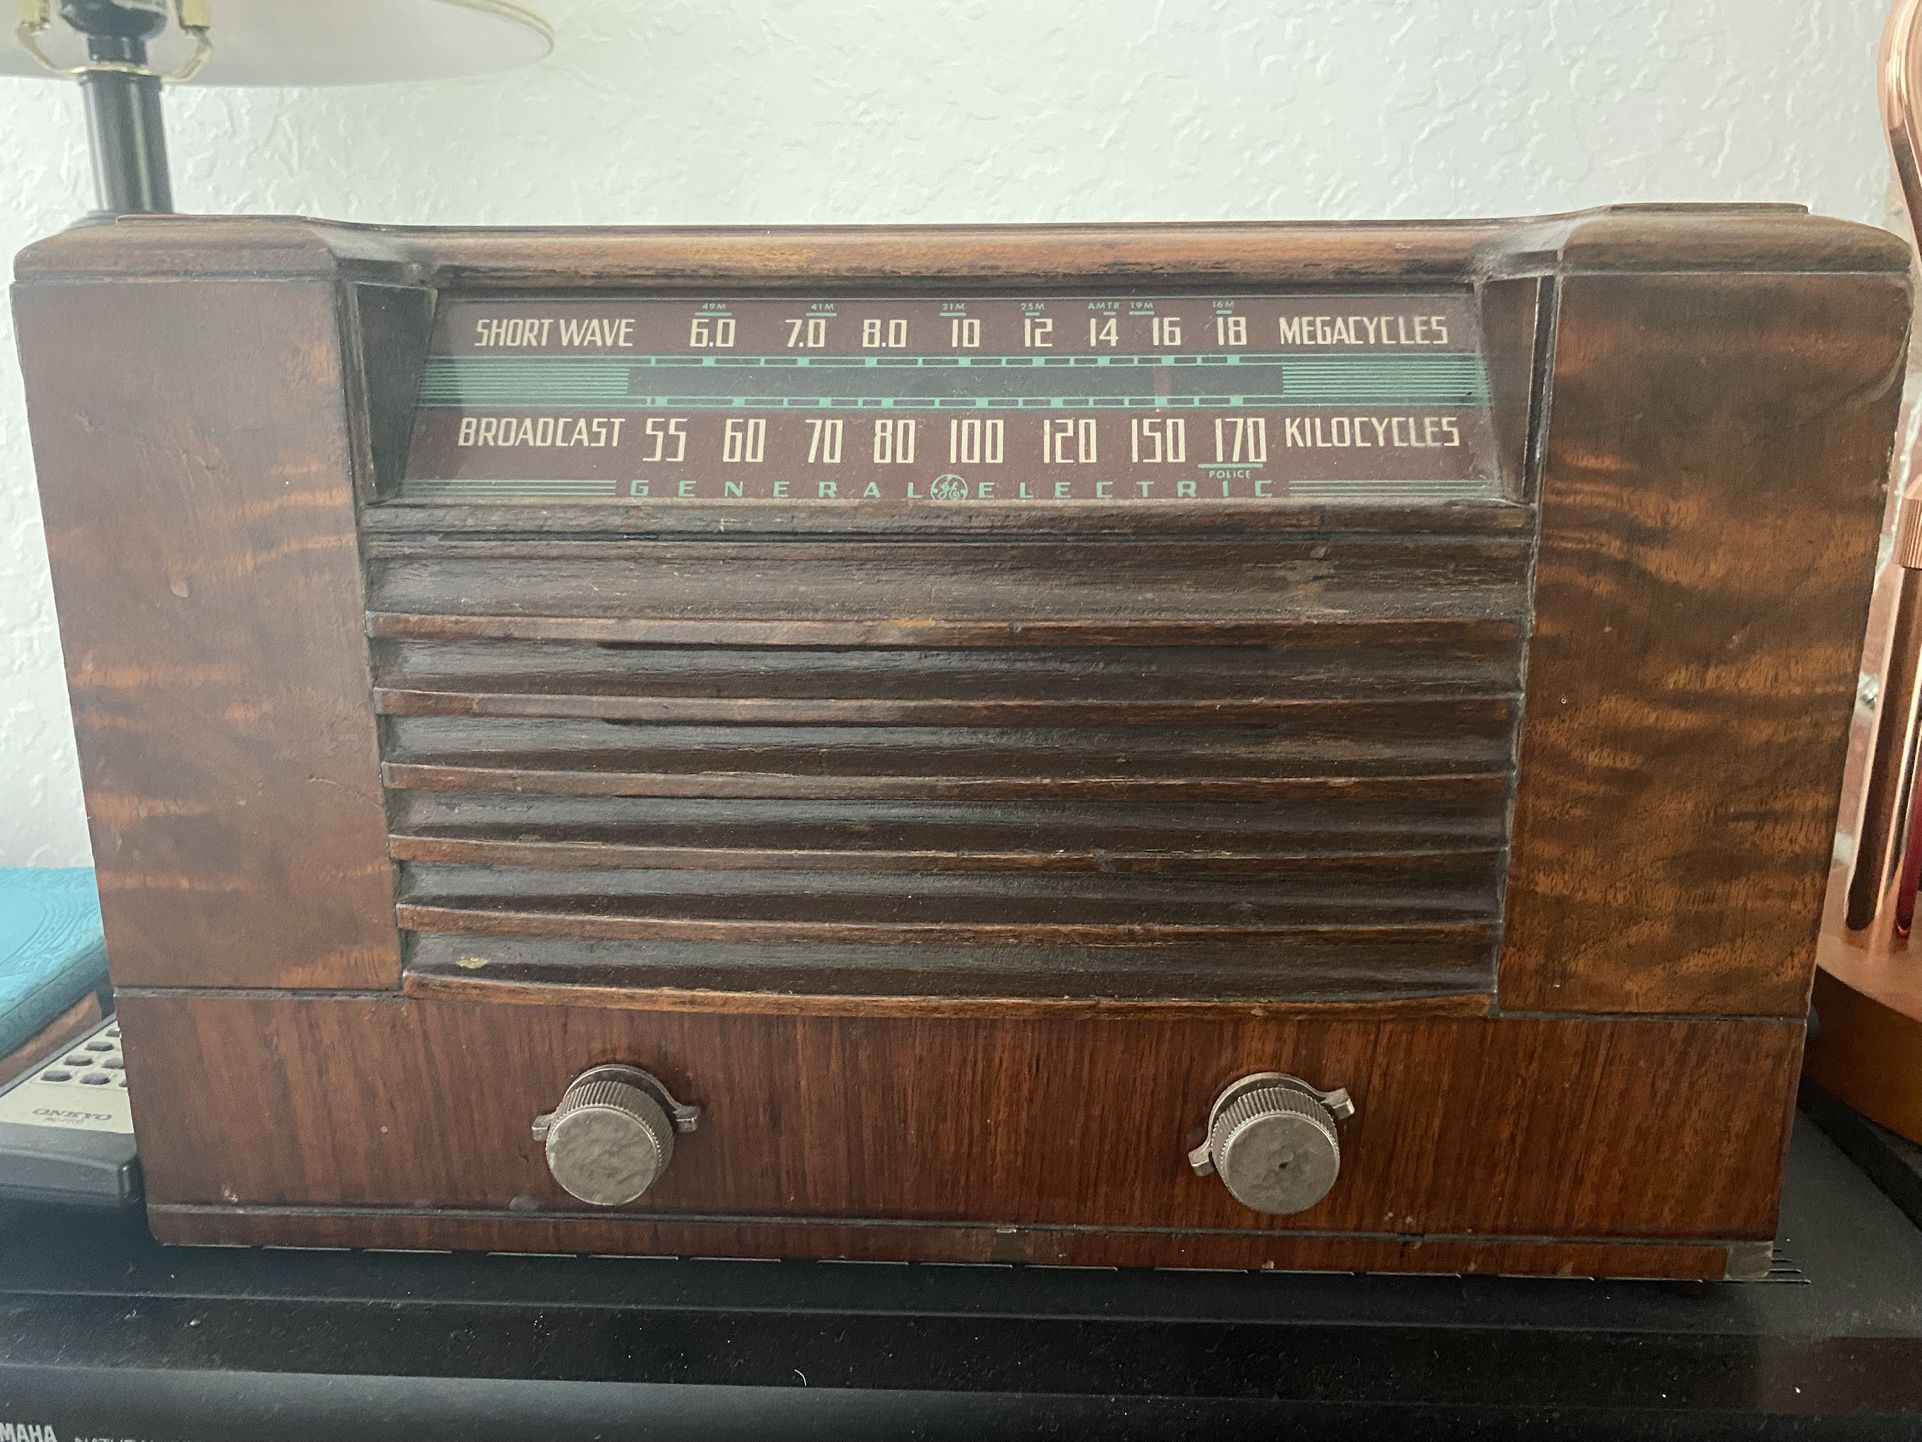 49M 41M 31M 25M AMTR. 19M 16M
SHORT WAVE 6.0 7.0 8.0 10 12 14 16 18 MEGACYCLES
BROADCAST 55 60 70 80 100 120 150 170 KILOCYCLES
POLICE
GENERAL GE ELECTRIC
ONKYO